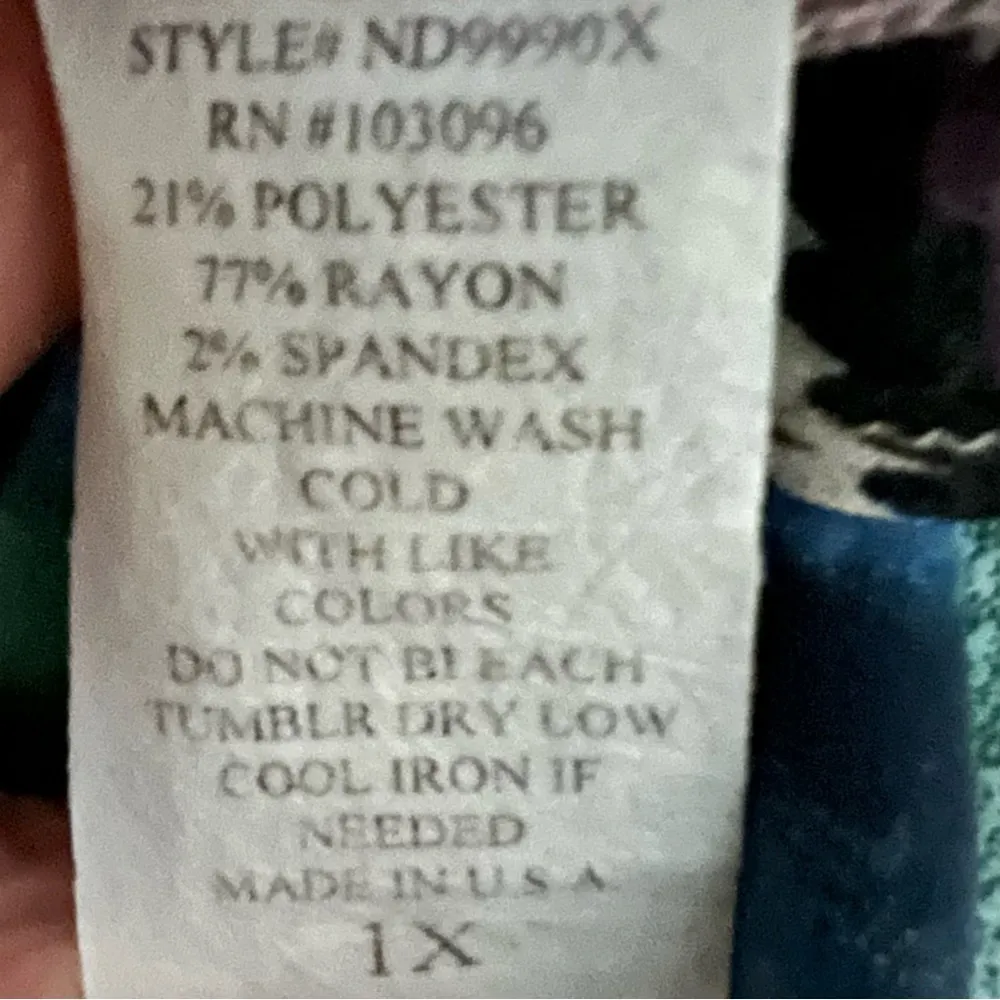 STYLE# ND9990X
RN #103096
21% POLYESTER
77% RAYON
2% SPANDEX
MACHINE WASH
COLD
WITH LIKE
COLORS
DO NOT BLEACH
TUMBLR DRY LOW
COOL IRON IF
NEEDED
MADE IN U.S A
1X